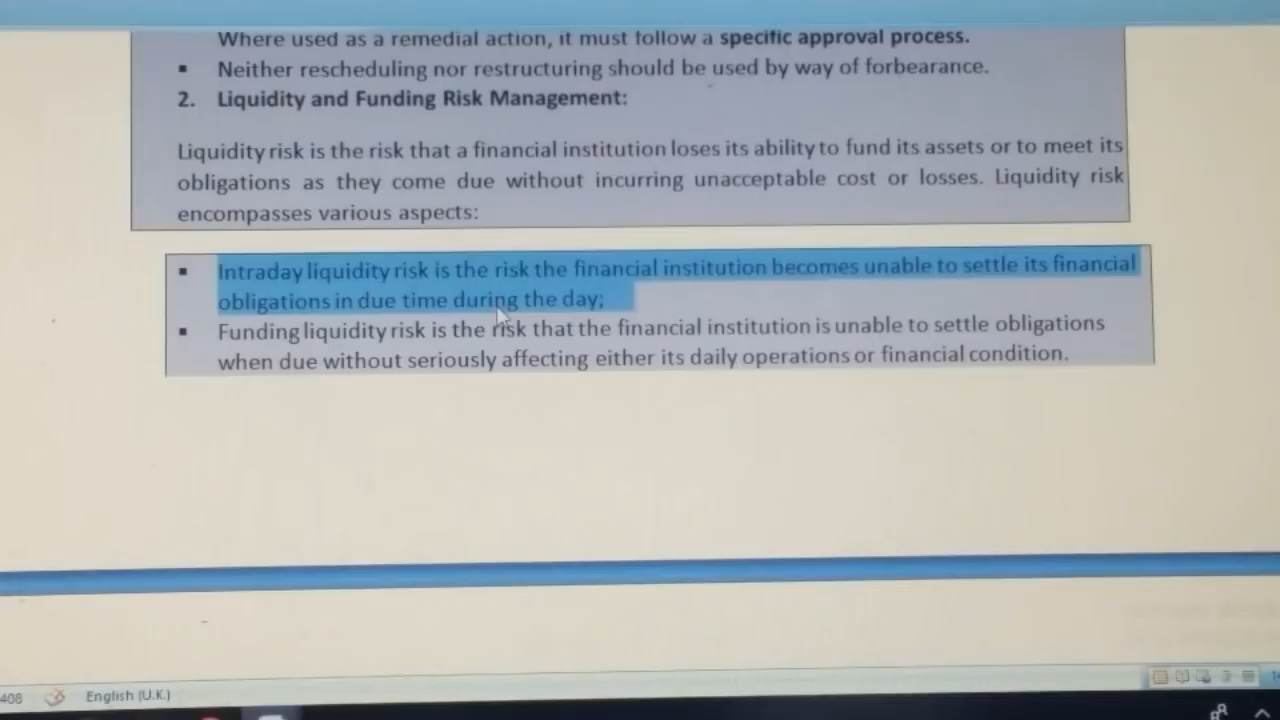 Where used as a remedial action, it must follow a specific approval process.
▪ Neither rescheduling nor restructuring should be used by way of forbearance.
2. Liquidity and Funding Risk Management:
Liquidity risk is the risk that a financial institution loses its ability to fund its assets or to meet its
obligations as they come due without incurring unacceptable cost or losses. Liquidity risk
encompasses various aspects:
▪ Intraday liquidity risk is the risk the financial institution becomes unable to settle its financial
obligations in due time during the day;
▪ Funding liquidity risk is the risk that the financial institution is unable to settle obligations
when due without seriously affecting either its daily operations or financial condition.
408 English (U.K.)